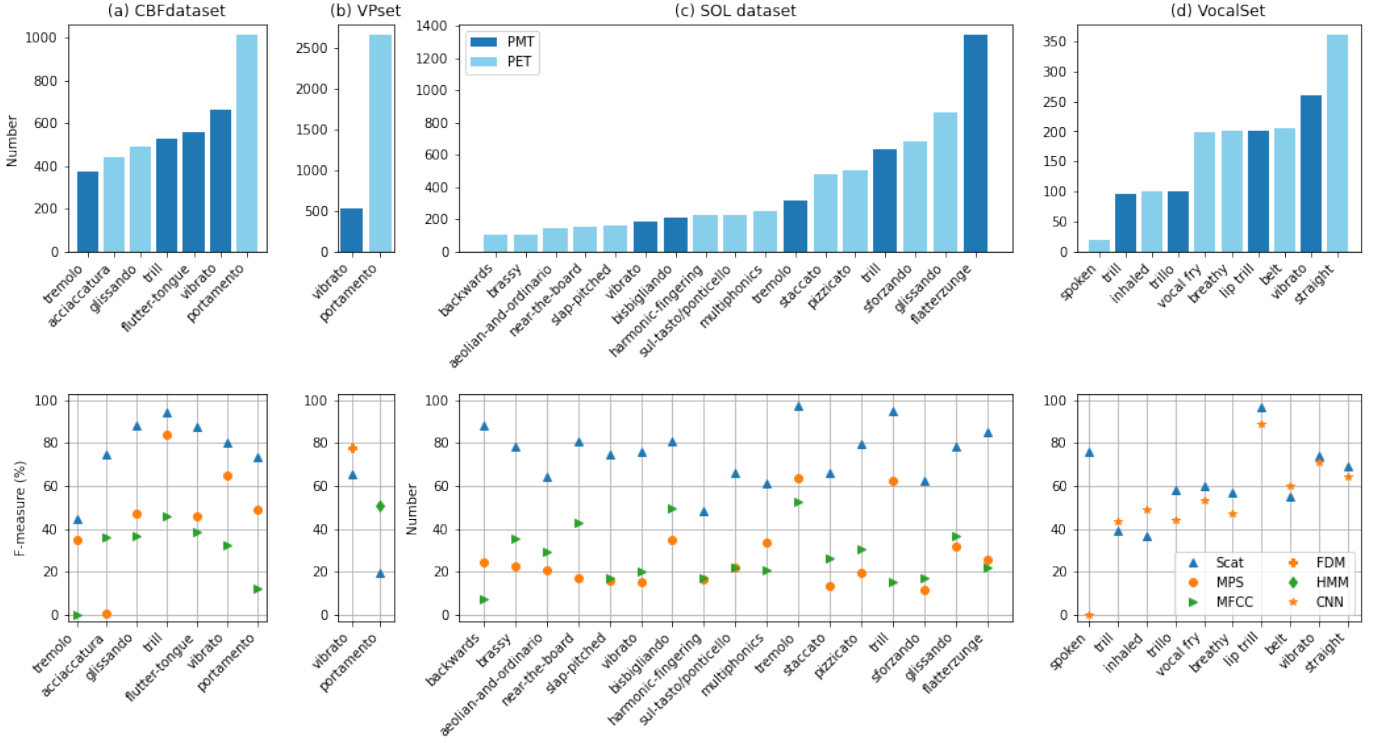 (a) CBFdataset
(b) VPset
(c) SOL dataset
(d) VocalSet
Number
1000
800
600
400
200
0
tremolo
acciaccatura
glissando
trill
flutter-tongue
vibrato
portamento
2500
2000
1500
1000
500
0
vibrato
portamento
1400
1200
1000
800
600
400
200
0
PMT
PET
backwards
brassy
aeolian-and-ordinario
near-the-board
slap-pitched
vibrato
bisbigliando
harmonic-fingering
sul-tasto/ponticello
multiphonics
tremolo
staccato
pizzicato
trill
sforzando
glissando
flatterzunge
350
300
250
200
150
100
50
0
spoken
trill
inhaled
trillo
vocal fry
breathy
lip trill
belt
vibrato
straight
F-measure (%)
100
80
60
40
20
0
tremolo
acciaccatura
glissando
trill
flutter-tongue
vibrato
portamento
100
80
60
40
20
0
vibrato
portamento
Number
100
80
60
40
20
0
backwards
brassy
aeolian-and-ordinario
near-the-board
slap-pitched
vibrato
bisbigliando
harmonic-fingering
sul-tasto/ponticello
multiphonics
tremolo
staccato
pizzicato
trill
sforzando
glissando
flatterzunge
100
80
60
40
20
0
Scat
MPS
MFCC
FDM
HMM
CNN
spoken
trill
inhaled
trillo
vocal fry
breathy
lip trill
belt
vibrato
straight